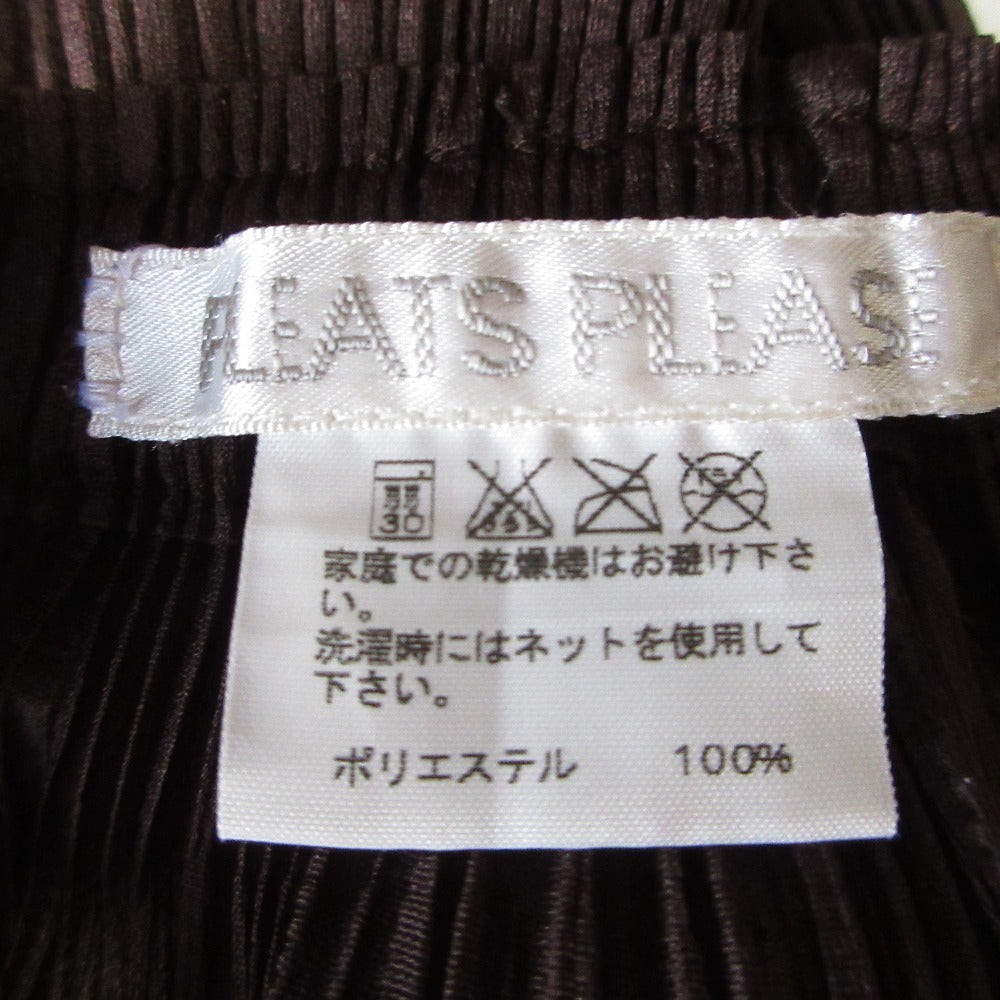 PLEATS PLEASE
30
家庭での乾燥機はお避け下さ
い。
洗濯時にはネットを使用して
下さい。
ポリエステル 100%